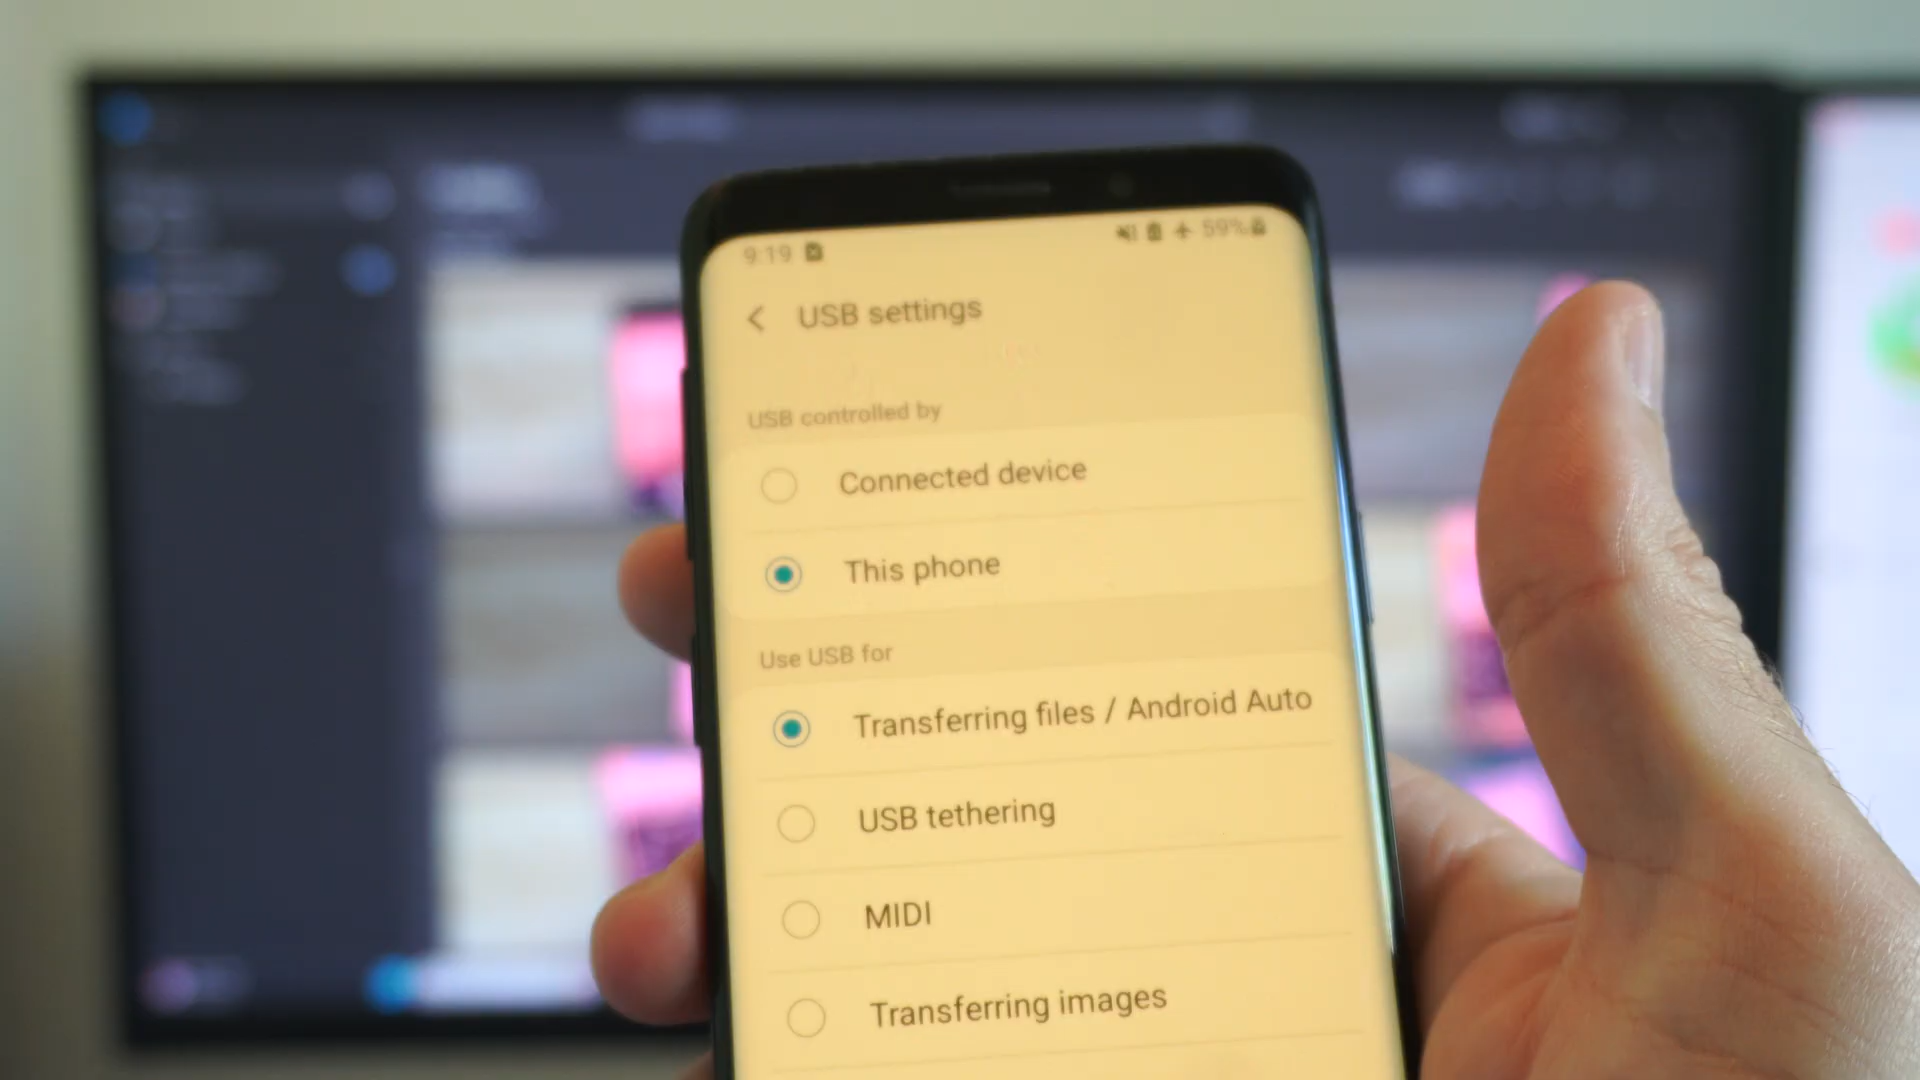 9:19 59%
USB settings
USB controlled by
Connected device
This phone
Use USB for
Transferring files / Android Auto
USB tethering
MIDI
Transferring images